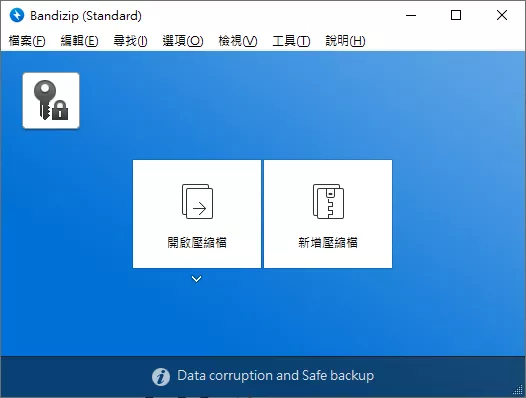 Bandizip (Standard)
檔案(F) 編輯(E) 尋找(I) 選項(O) 檢視(V) 工具(T) 說明(H)
開啟壓縮檔 新增壓縮檔
Data corruption and Safe backup